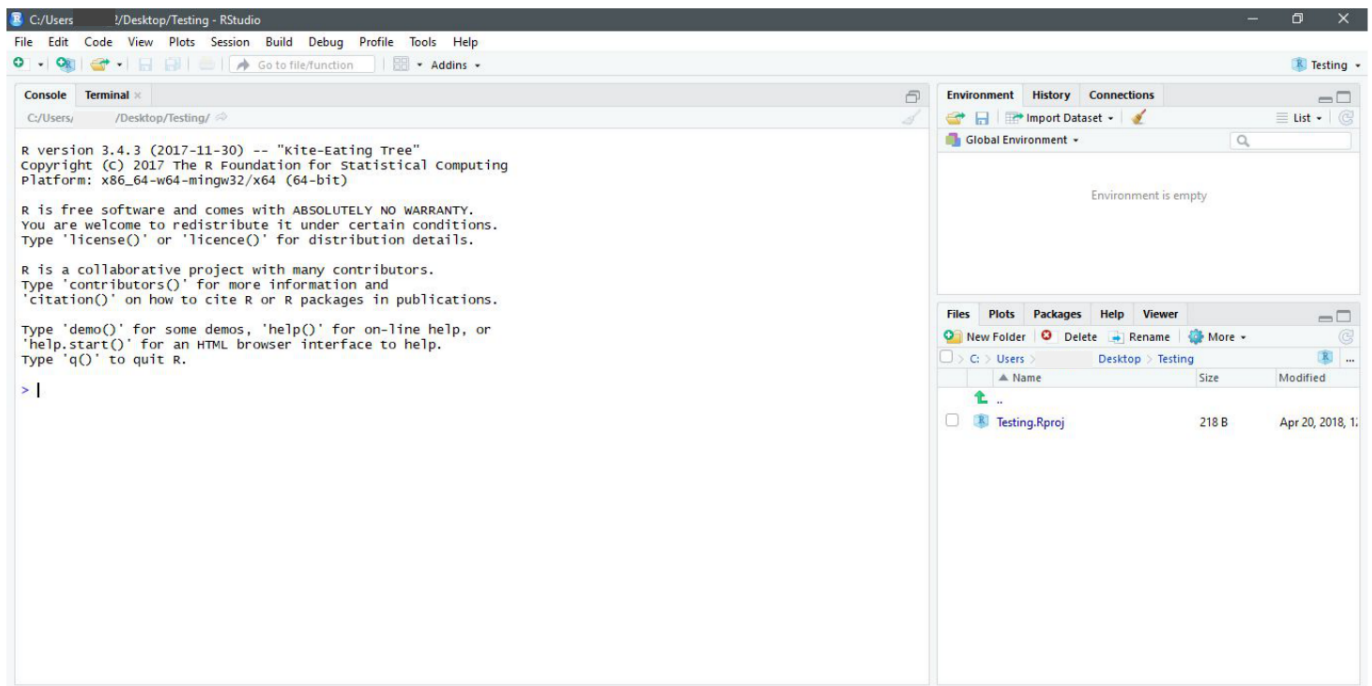 C:/Users !/Desktop/Testing - RStudio
File Edit Code View Plots Session Build Debug Profile Tools Help
Go to file/function Addins Testing
Console Terminal
C:/Users/ /Desktop/Testing/
R version 3.4.3 (2017-11-30) -- "Kite-Eating Tree"
Copyright (C) 2017 The R Foundation for Statistical Computing
Platform: x86_64-w64-mingw32/x64 (64-bit)
R is free software and comes with ABSOLUTELY NO WARRANTY.
You are welcome to redistribute it under certain conditions.
Type 'license()' or 'licence()' for distribution details.
R is a collaborative project with many contributors.
Type 'contributors()' for more information and
'citation()' on how to cite R or R packages in publications.
Type 'demo()' for some demos, 'help()' for on-line help, or
'help.start()' for an HTML browser interface to help.
Type 'q()' to quit R.
>
Environment History Connections
Import Dataset List
Global Environment
Environment is empty
Files Plots Packages Help Viewer
New Folder Delete Rename More
C: > Users > Desktop > Testing ...
Name Size Modified
..
Testing.Rproj 218 B Apr 20, 2018, 1